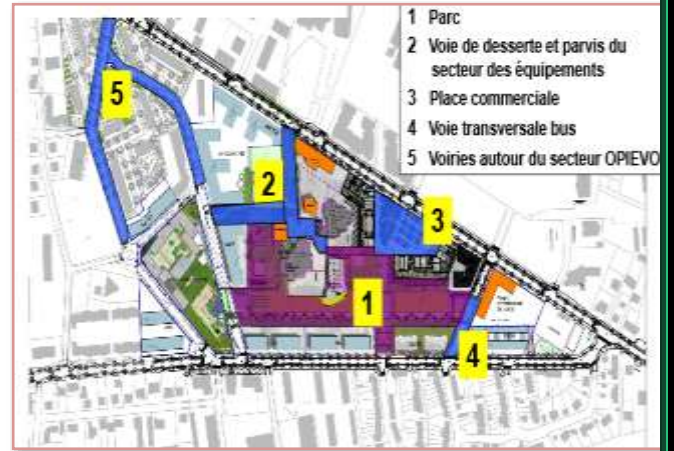 1 Parc
2 Voie de desserte et parvis du
secteur des équipements
3 Place commerciale
4 Voie transversale bus
5 Voiries autour du secteur OPIEVO
5
2
3
1
4